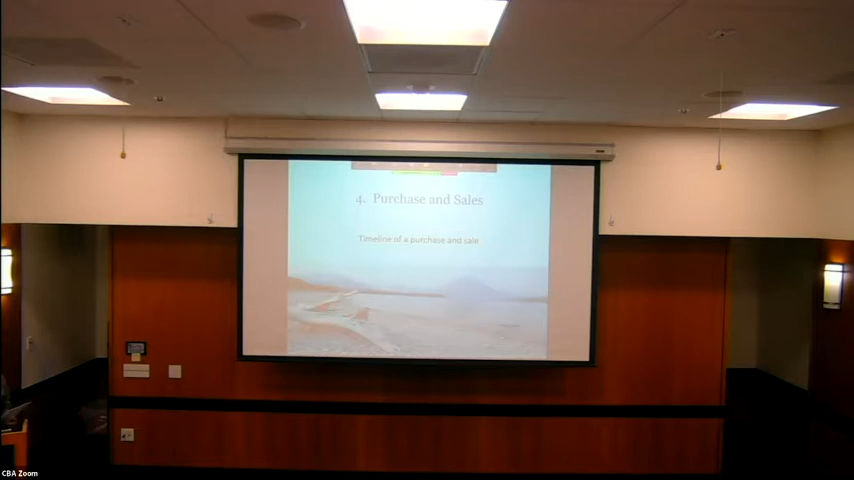 4. Purchase and Sales
Timeline of a purchase and sale
CBA Zoom